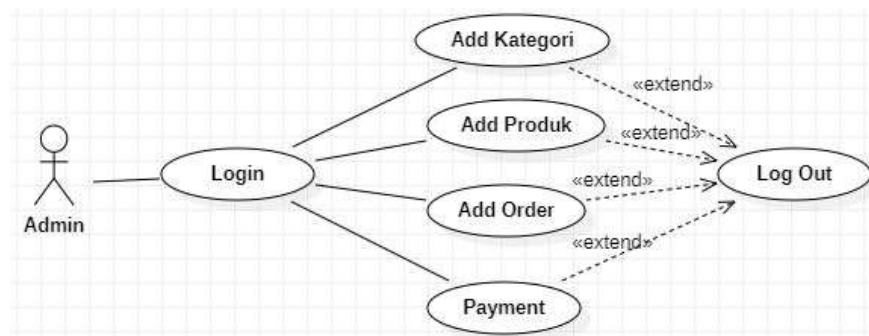 Add Kategori
«extend»
Add Produk
«extend»
Login
Log Out
«extend»
Add Order
Admin
«extend»
Payment